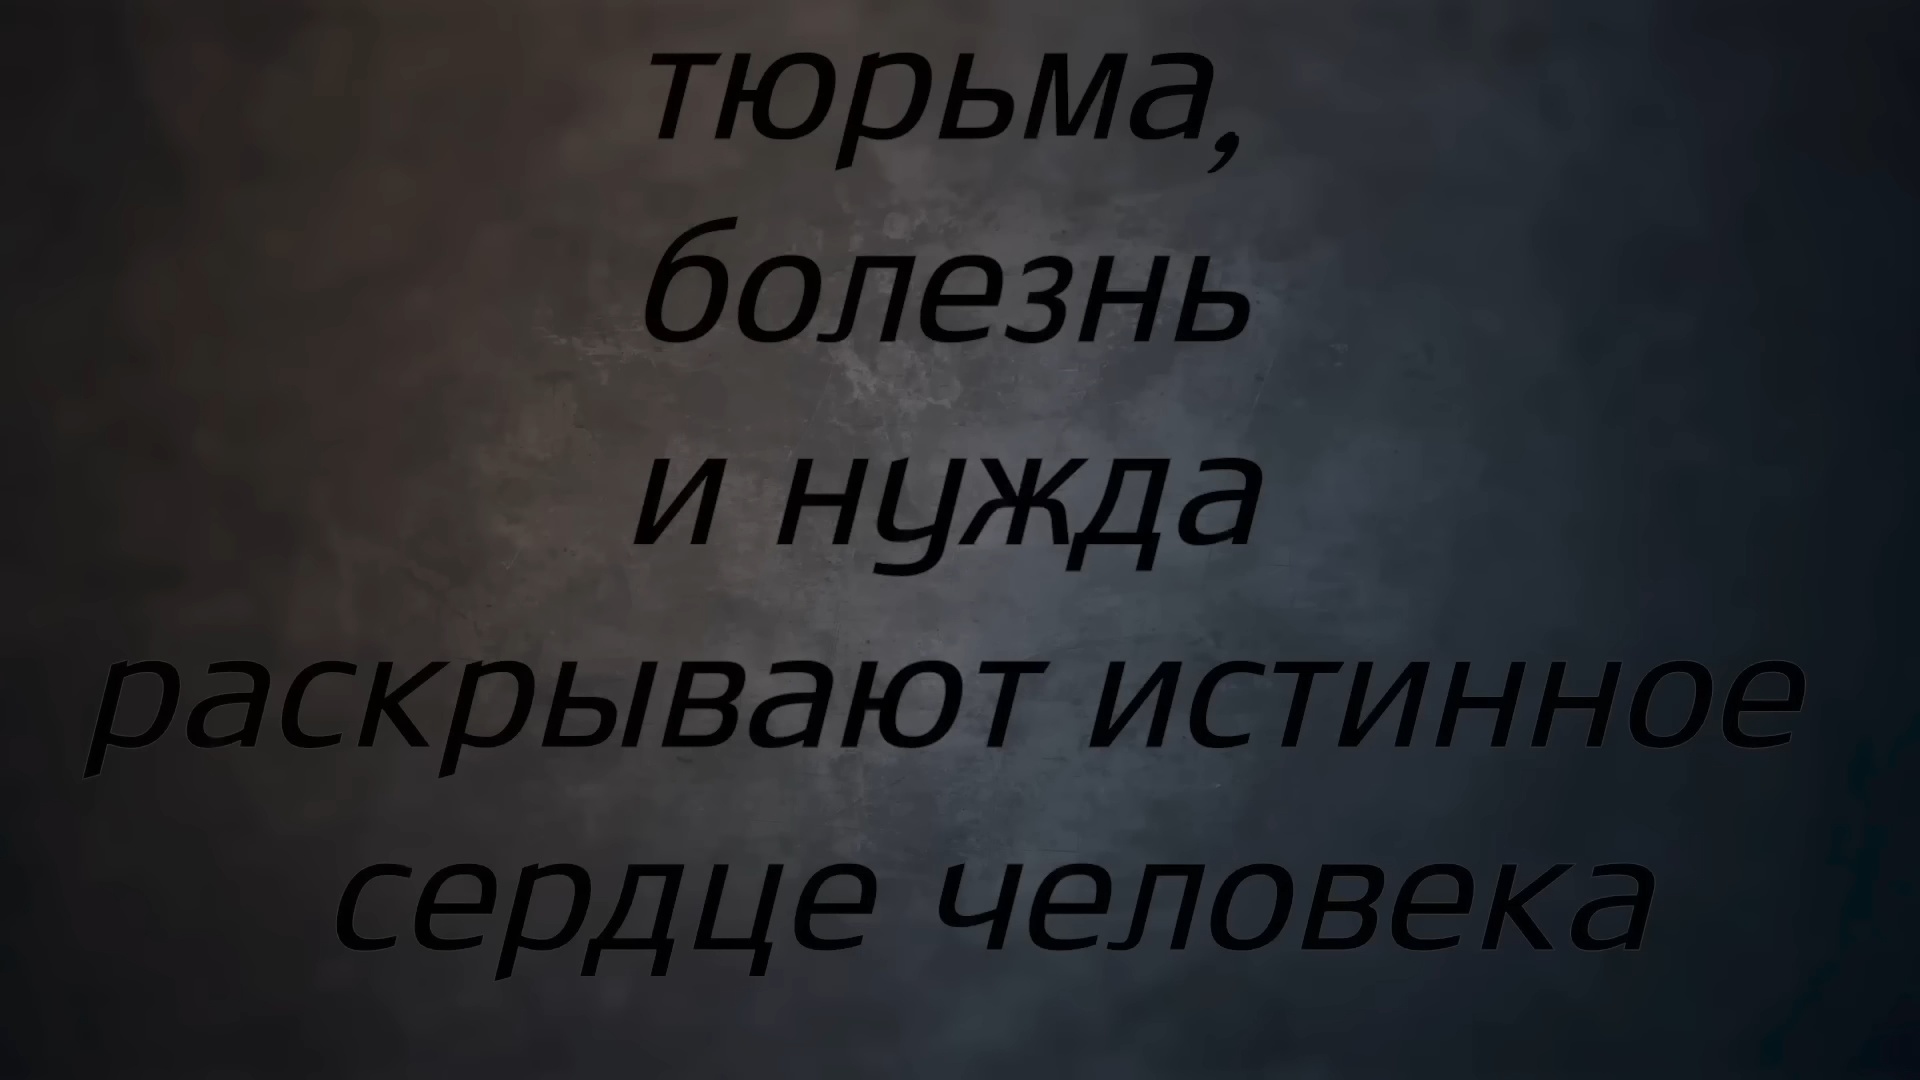 тюрьма,
болезнь
и нужда
раскрывают истинное
сердце человека